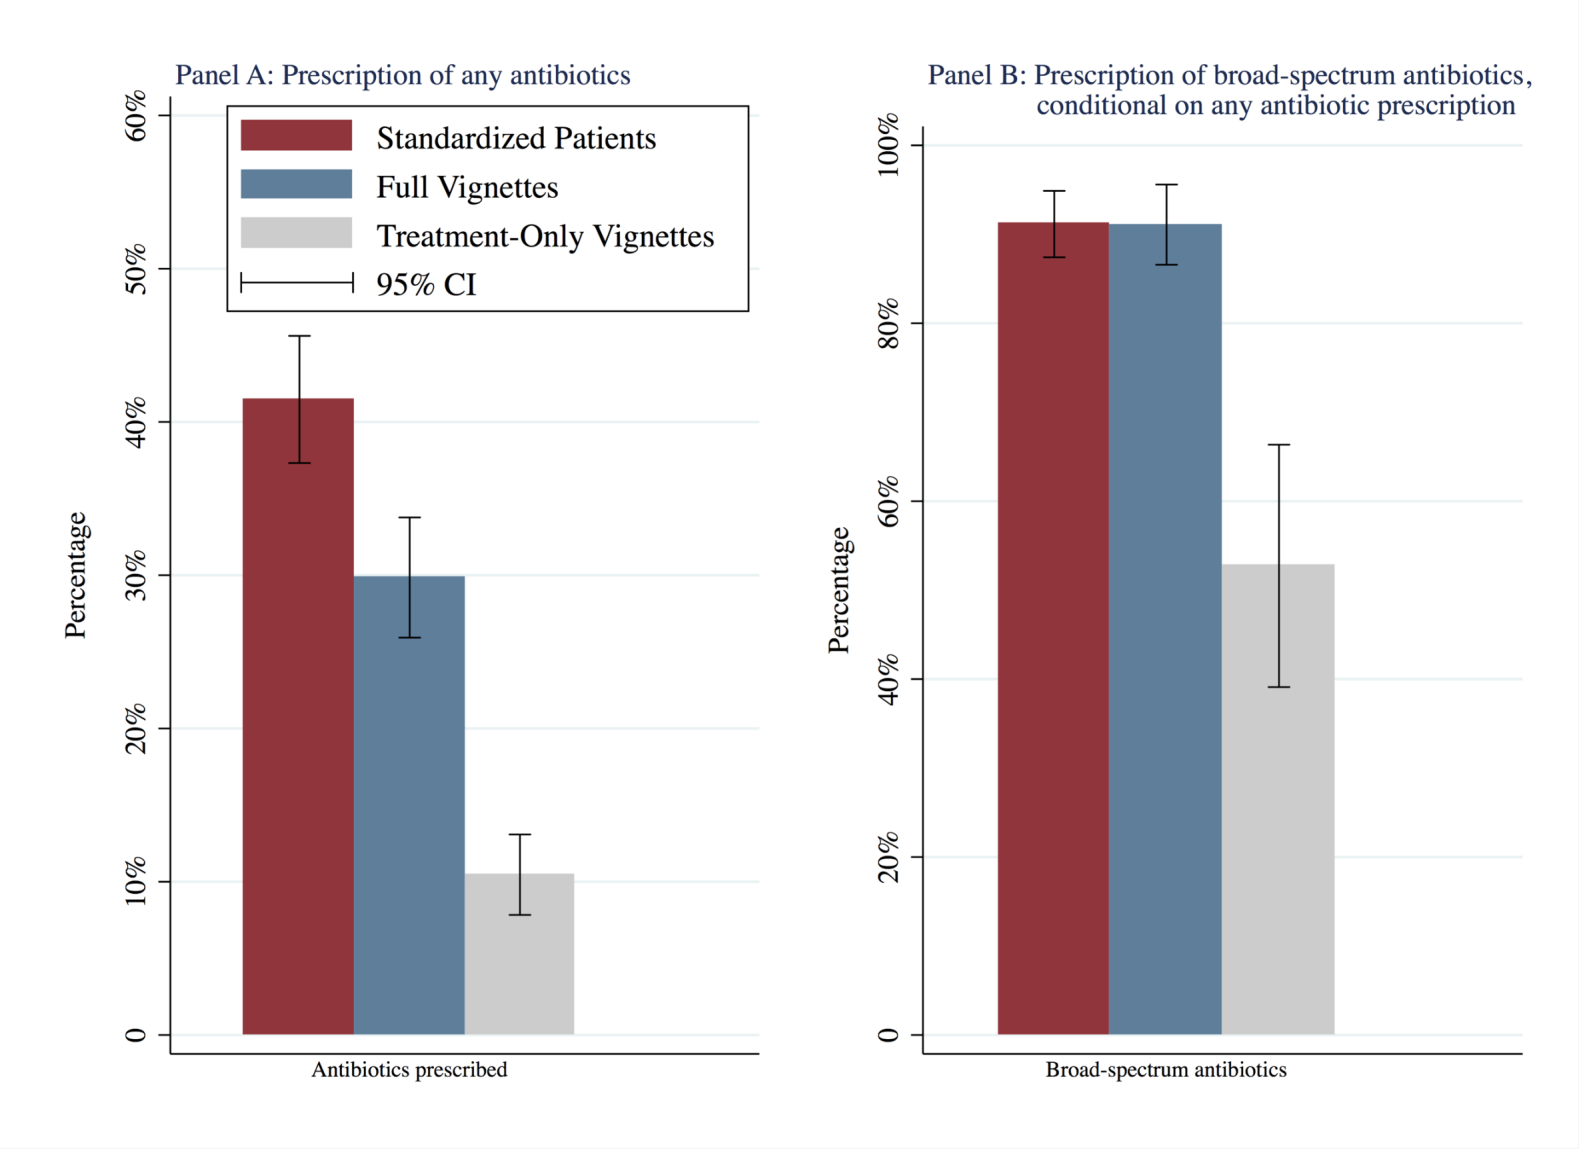 Panel A: Prescription of any antibiotics
60%
50%
40%
30%
20%
10%
0
Percentage
Standardized Patients
Full Vignettes
Treatment-Only Vignettes
95% CI
Antibiotics prescribed
Panel B: Prescription of broad-spectrum antibiotics,
conditional on any antibiotic prescription
100%
80%
60%
40%
20%
0
Percentage
Broad-spectrum antibiotics